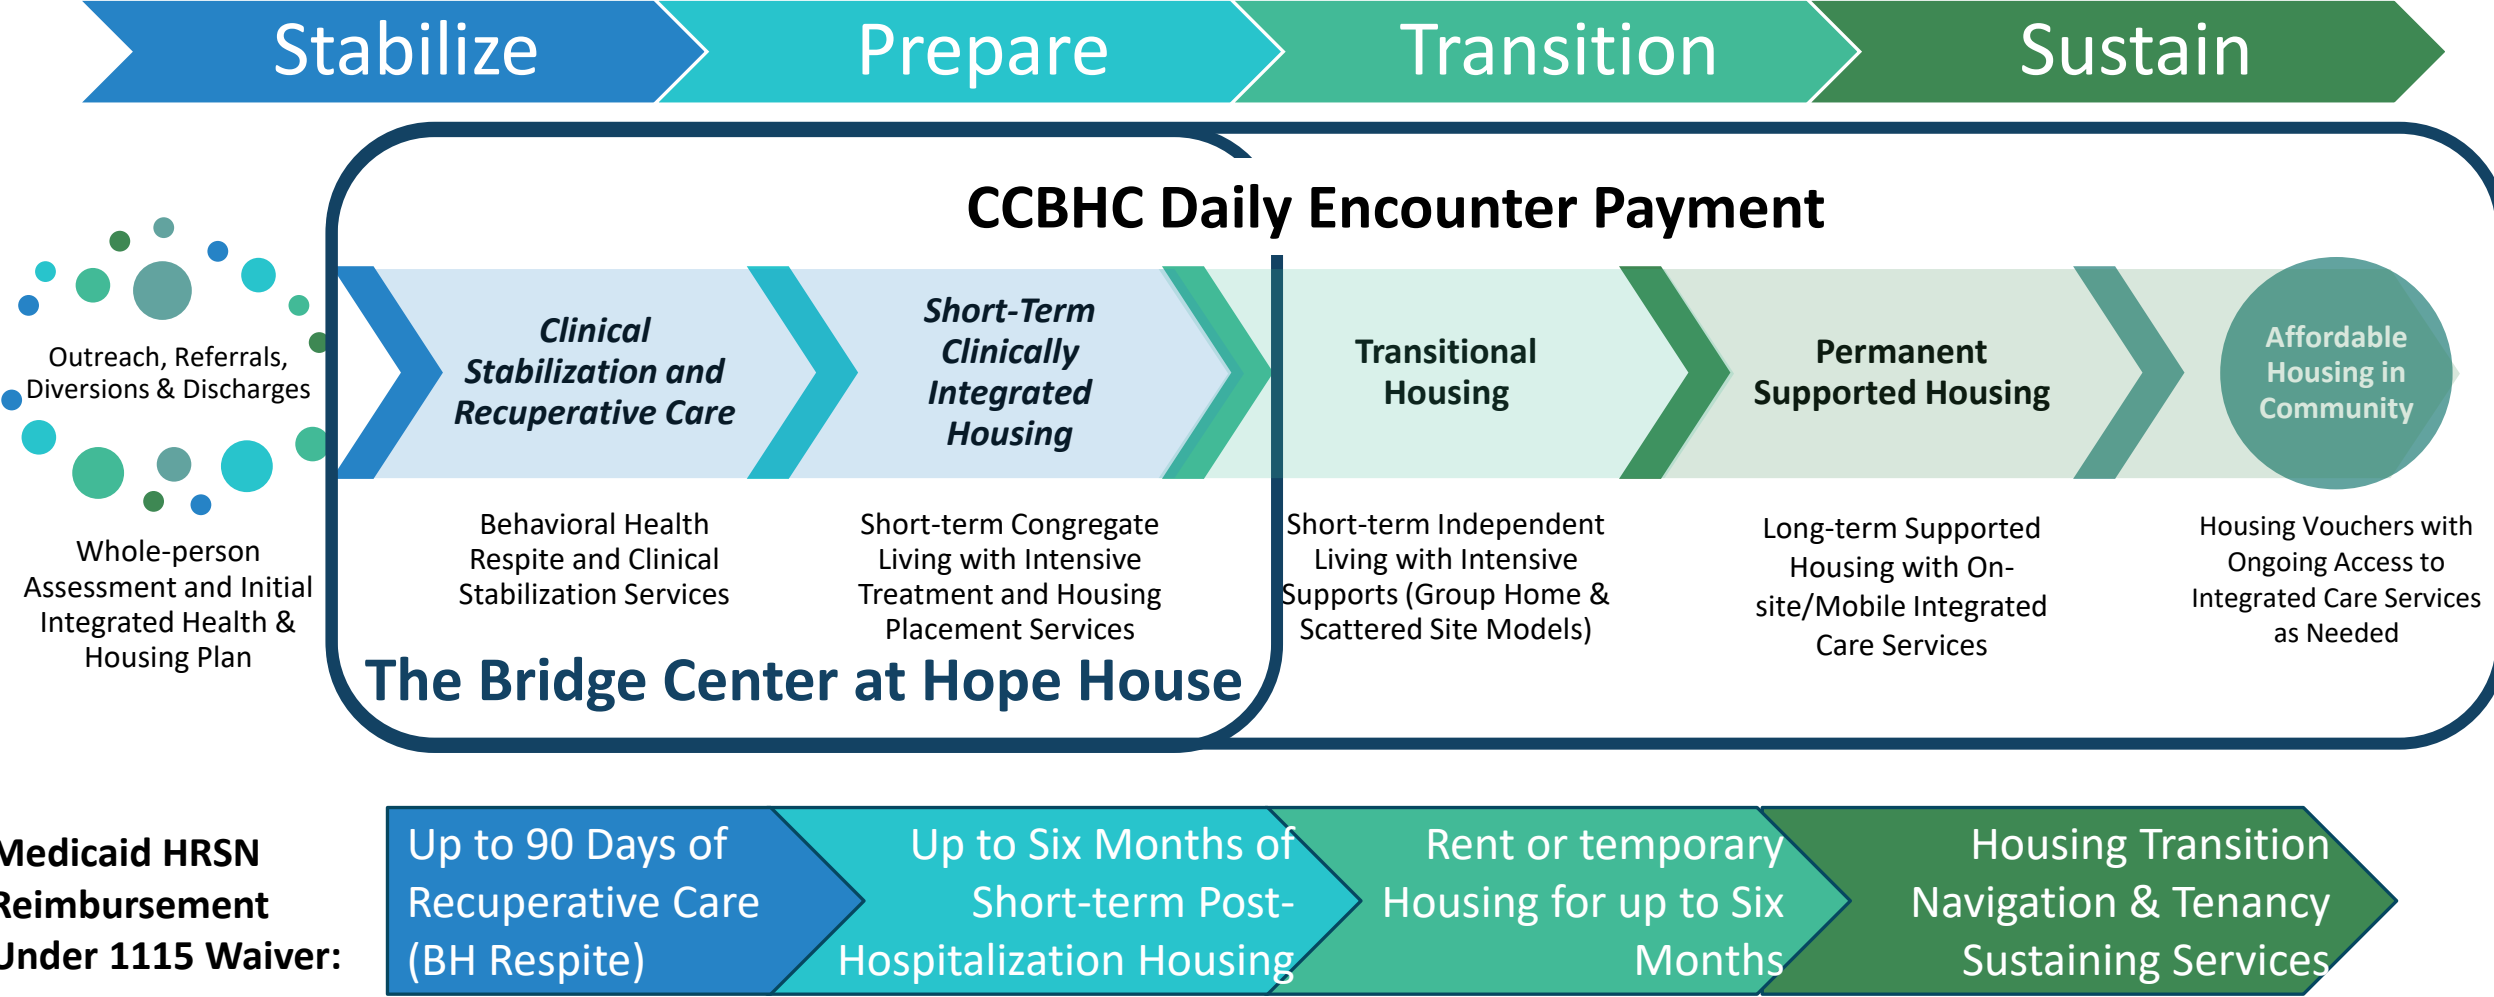 Stabilize
Prepare
Transition
Sustain
CCBHC Daily Encounter Payment
Outreach, Referrals,
Diversions & Discharges
Whole-person
Assessment and Initial
Integrated Health &
Housing Plan
Clinical
Stabilization and
Recuperative Care
Short-Term
Clinically
Integrated
Housing
Transitional
Housing
Permanent
Supported Housing
Affordable
Housing in
Community
Behavioral Health
Respite and Clinical
Stabilization Services
Short-term Congregate
Living with Intensive
Treatment and Housing
Placement Services
Short-term Independent
Living with Intensive
Supports (Group Home &
Scattered Site Models)
Long-term Supported
Housing with On-
site/Mobile Integrated
Care Services
Housing Vouchers with
Ongoing Access to
Integrated Care Services
as Needed
The Bridge Center at Hope House
Medicaid HRSN
Reimbursement
Under 1115 Waiver:
Up to 90 Days of
Recuperative Care
(BH Respite)
Up to Six Months of
Short-term Post-
Hospitalization Housing
Rent or temporary
Housing for up to Six
Months
Housing Transition
Navigation & Tenancy
Sustaining Services